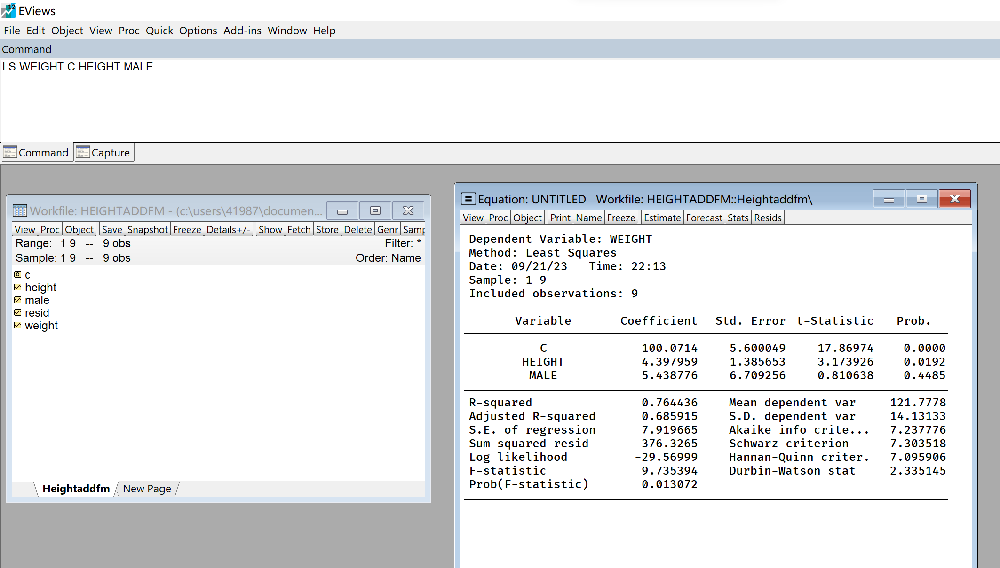 12 EViews
File Edit Object View Proc Quick Options Add-ins Window Help
Command
LS WEIGHT C HEIGHT MALE
Command Capture
Workfile: HEIGHTADDFM - (c:\users\41987\documen...
View Proc Object Save Snapshot Freeze Details+/- Show Fetch Store Delete Genr Samp
Range: 1 9 -- 9 obs Filter: *
Sample: 1 9 -- 9 obs Order: Name
β c
height
male
resid
weight
Heightaddfm New Page
Equation: UNTITLED Workfile: HEIGHTADDFM::Heightaddfm\
View Proc Object Print Name Freeze Estimate Forecast Stats Resids
Dependent Variable: WEIGHT
Method: Least Squares
Date: 09/21/23 Time: 22:13
Sample: 1 9
Included observations: 9
Variable Coefficient Std. Error t-Statistic Prob.
C 100.0714 5.600049 17.86974 0.0000
HEIGHT 4.397959 1.385653 3.173926 0.0192
MALE 5.438776 6.709256 0.810638 0.4485
R-squared 0.764436 Mean dependent var 121.7778
Adjusted R-squared 0.685915 S.D. dependent var 14.13133
S.E. of regression 7.919665 Akaike info crite... 7.237776
Sum squared resid 376.3265 Schwarz criterion 7.303518
Log likelihood -29.56999 Hannan-Quinn criter. 7.095906
F-statistic 9.735394 Durbin-Watson stat 2.335145
Prob(F-statistic) 0.013072